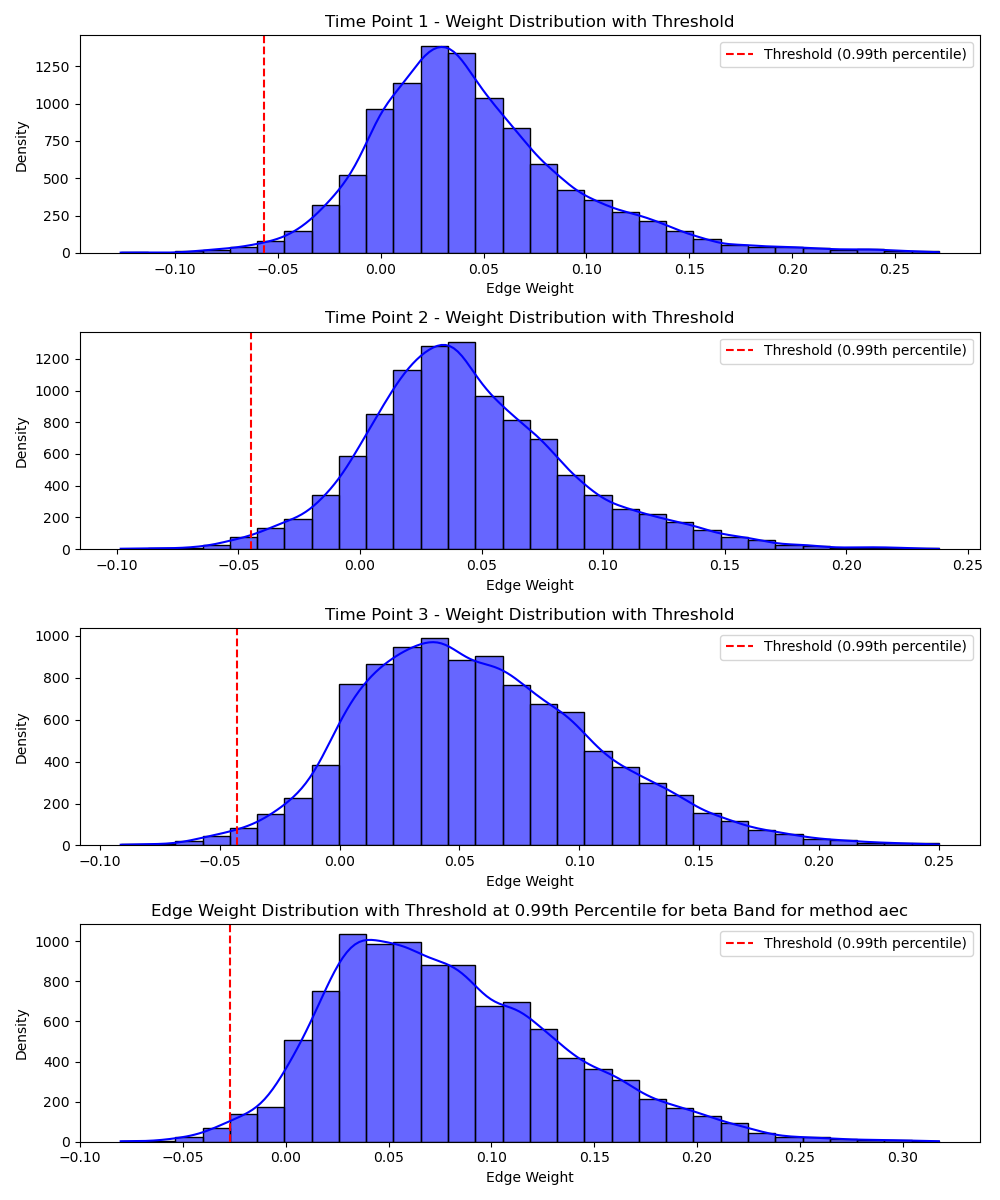 Time Point 1 - Weight Distribution with Threshold
Threshold (0.99th percentile)
Density
1250
1000
750
500
250
0
−0.10 −0.05 0.00 0.05 0.10 0.15 0.20 0.25
Edge Weight
Time Point 2 - Weight Distribution with Threshold
Threshold (0.99th percentile)
Density
1200
1000
800
600
400
200
0
−0.10 −0.05 0.00 0.05 0.10 0.15 0.20 0.25
Edge Weight
Time Point 3 - Weight Distribution with Threshold
Threshold (0.99th percentile)
Density
1000
800
600
400
200
0
−0.10 −0.05 0.00 0.05 0.10 0.15 0.20 0.25
Edge Weight
Edge Weight Distribution with Threshold at 0.99th Percentile for beta Band for method aec
Threshold (0.99th percentile)
Density
1000
800
600
400
200
0
−0.10 −0.05 0.00 0.05 0.10 0.15 0.20 0.25 0.30
Edge Weight